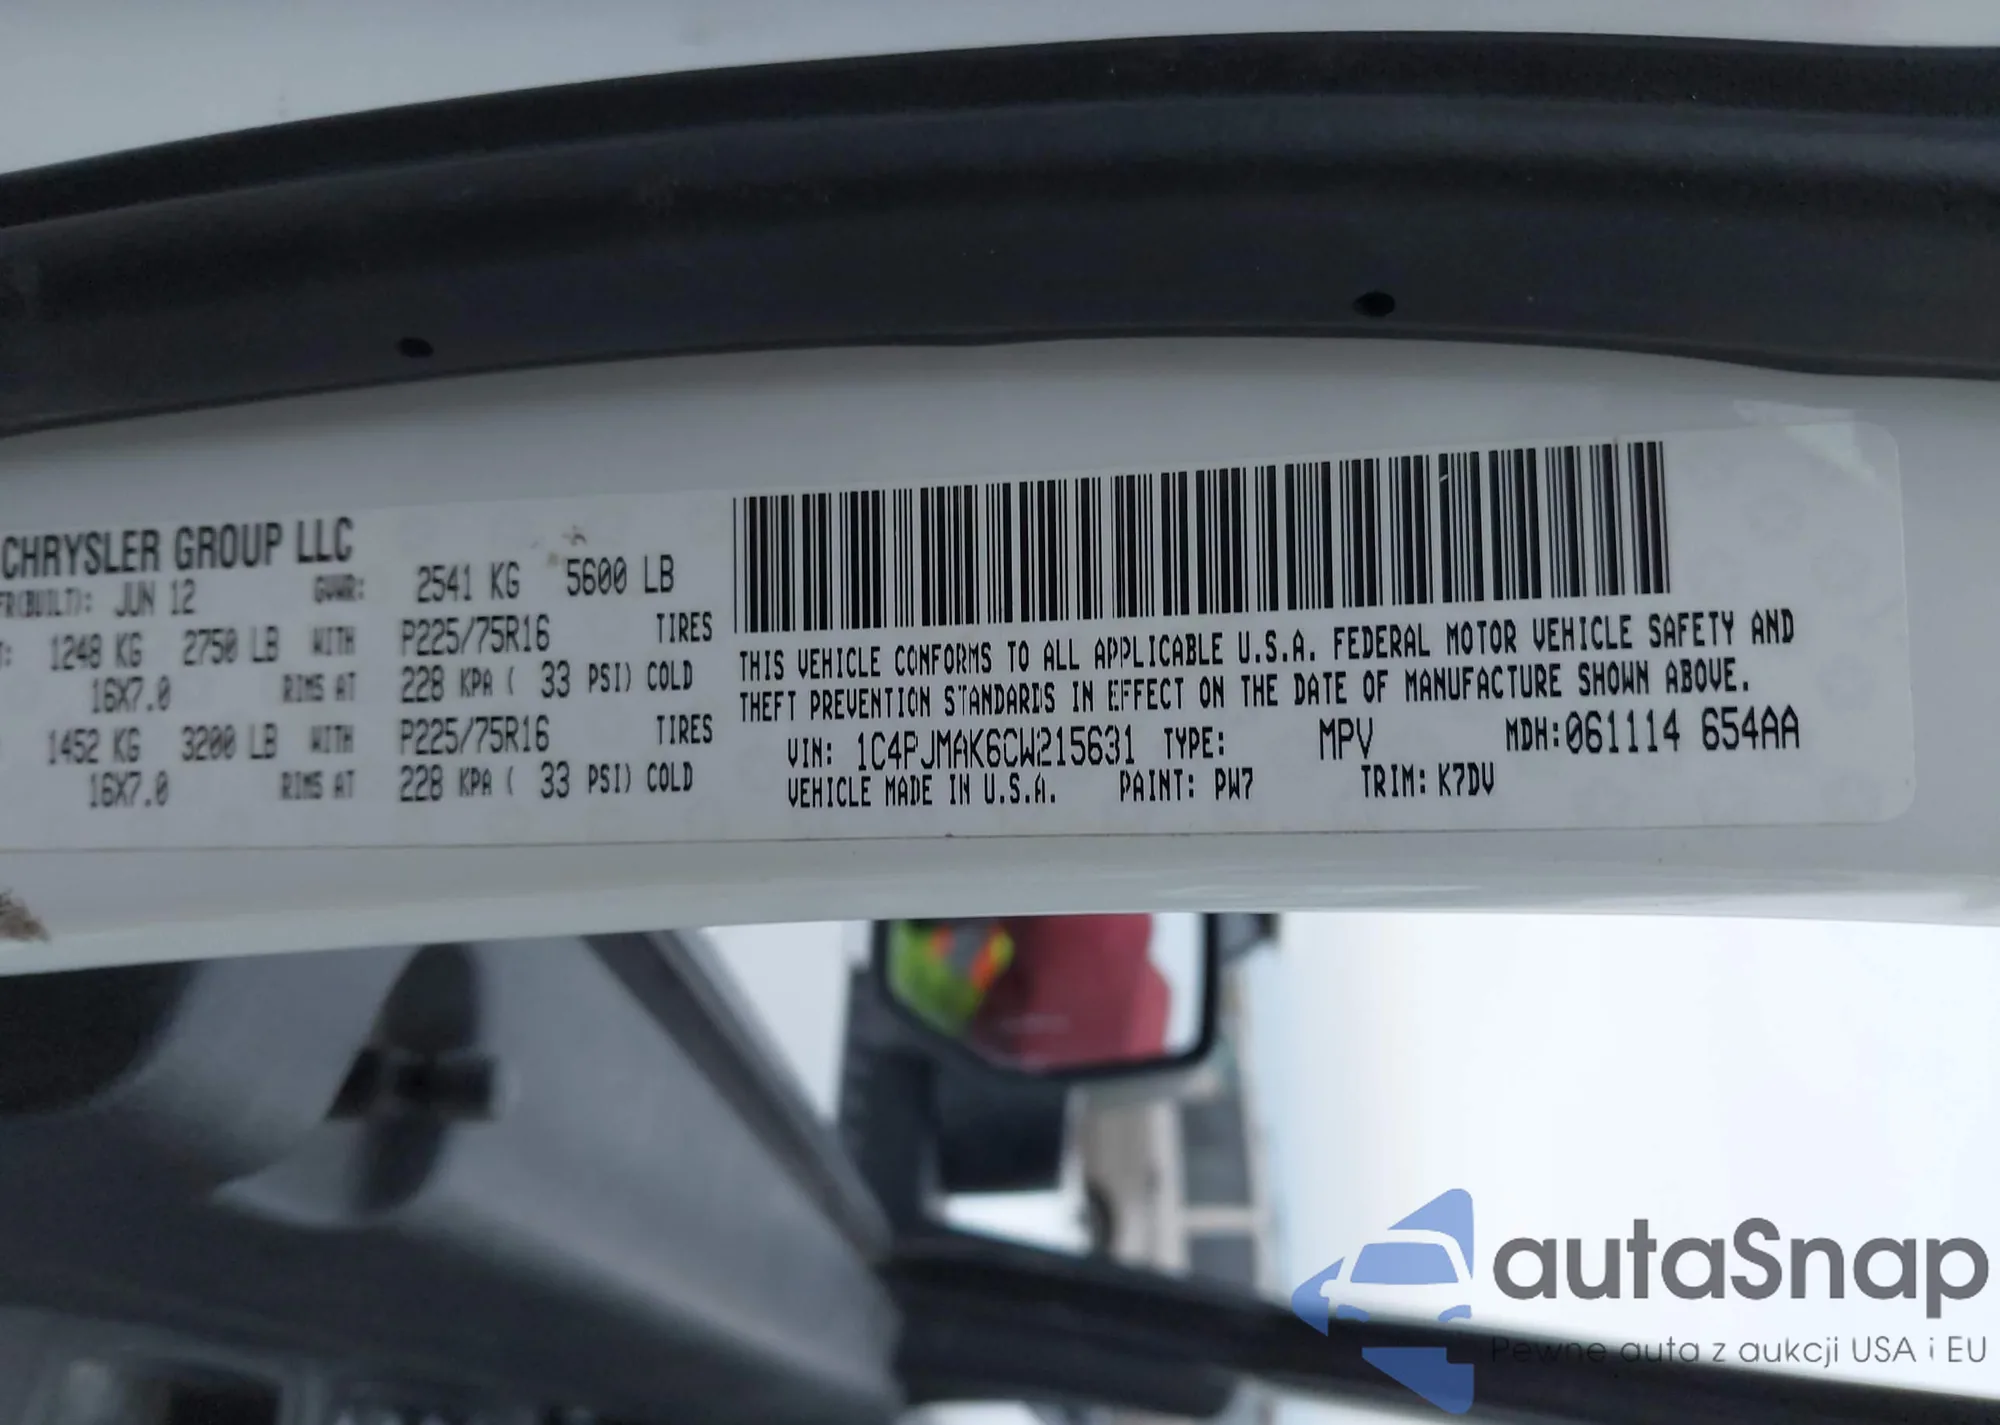 CHRYSLER GROUP LLC
FR(BUILT): JUN 12 GVWR: 2541 KG 5600 LB
T: 1248 KG 2750 LB WITH P225/75R16 TIRES
16X7.0 RIMS AT 228 KPA ( 33 PSI) COLD
1452 KG 3200 LB WITH P225/75R16 TIRES
16X7.0 RIMS AT 228 KPA ( 33 PSI) COLD
THIS VEHICLE CONFORMS TO ALL APPLICABLE U.S.A. FEDERAL MOTOR VEHICLE SAFETY AND
THEFT PREVENTION STANDARDS IN EFFECT ON THE DATE OF MANUFACTURE SHOWN ABOVE.
VIN: 1C4PJMAK6CW215631 TYPE: MPV MDH:061114 654AA
VEHICLE MADE IN U.S.A. PAINT: PW7 TRIM: K7DV
autaSnap
Pewne auta z aukcji USA i EU